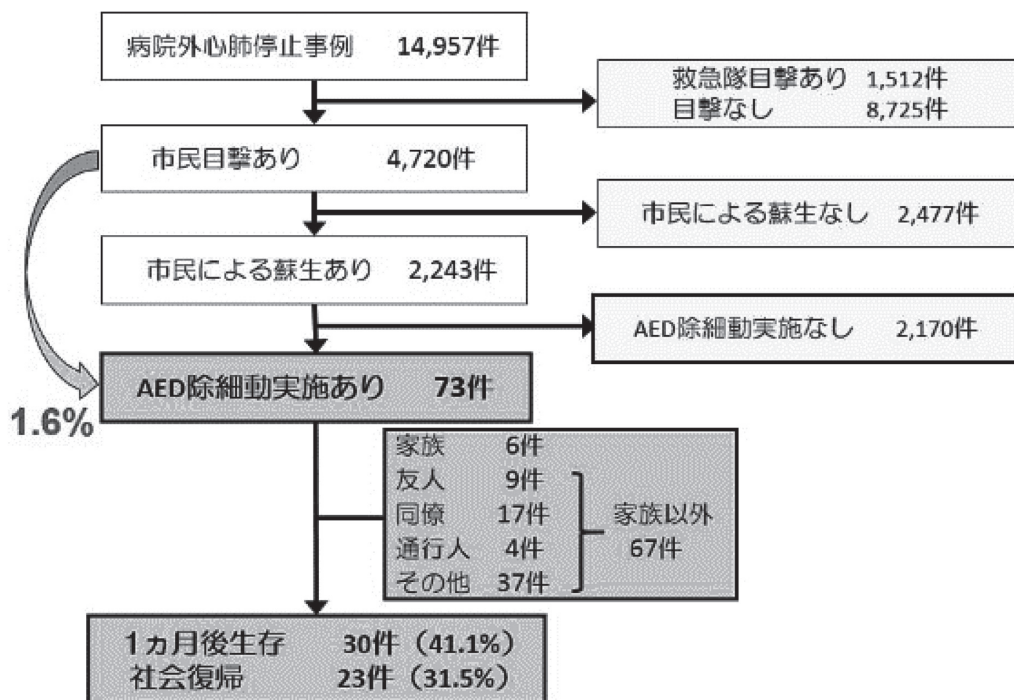 病院外心肺停止事例 14,957件
救急隊目撃あり 1,512件
目撃なし 8,725件
市民目撃あり 4,720件
市民による蘇生なし 2,477件
市民による蘇生あり 2,243件
AED除細動実施なし 2,170件
AED除細動実施あり 73件
1.6%
家族 6件
友人 9件
同僚 17件
通行人 4件
その他 37件
家族以外
67件
1ヵ月後生存 30件（41.1%）
社会復帰 23件（31.5%）